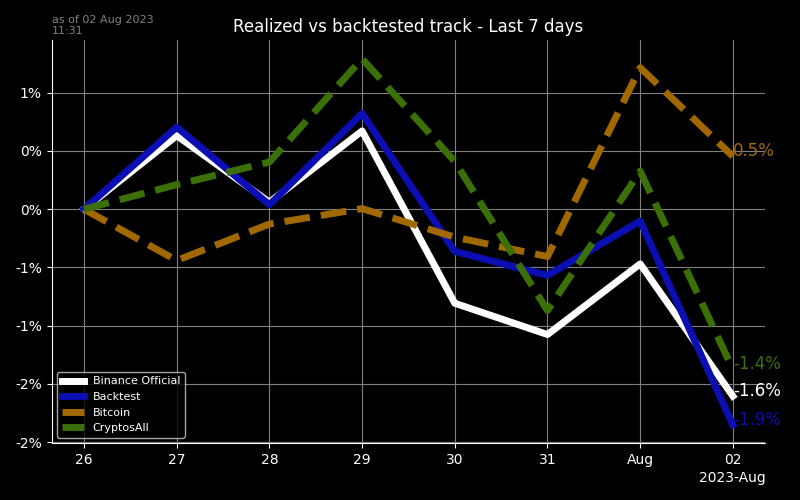 as of 02 Aug 2023
11:31
Realized vs backtested track - Last 7 days
1%
0%
0%
-1%
-1%
-2%
-2%
0.5%
-1.4%
-1.6%
-1.9%
Binance Official
Backtest
Bitcoin
CryptosAll
26 27 28 29 30 31 Aug 02
2023-Aug